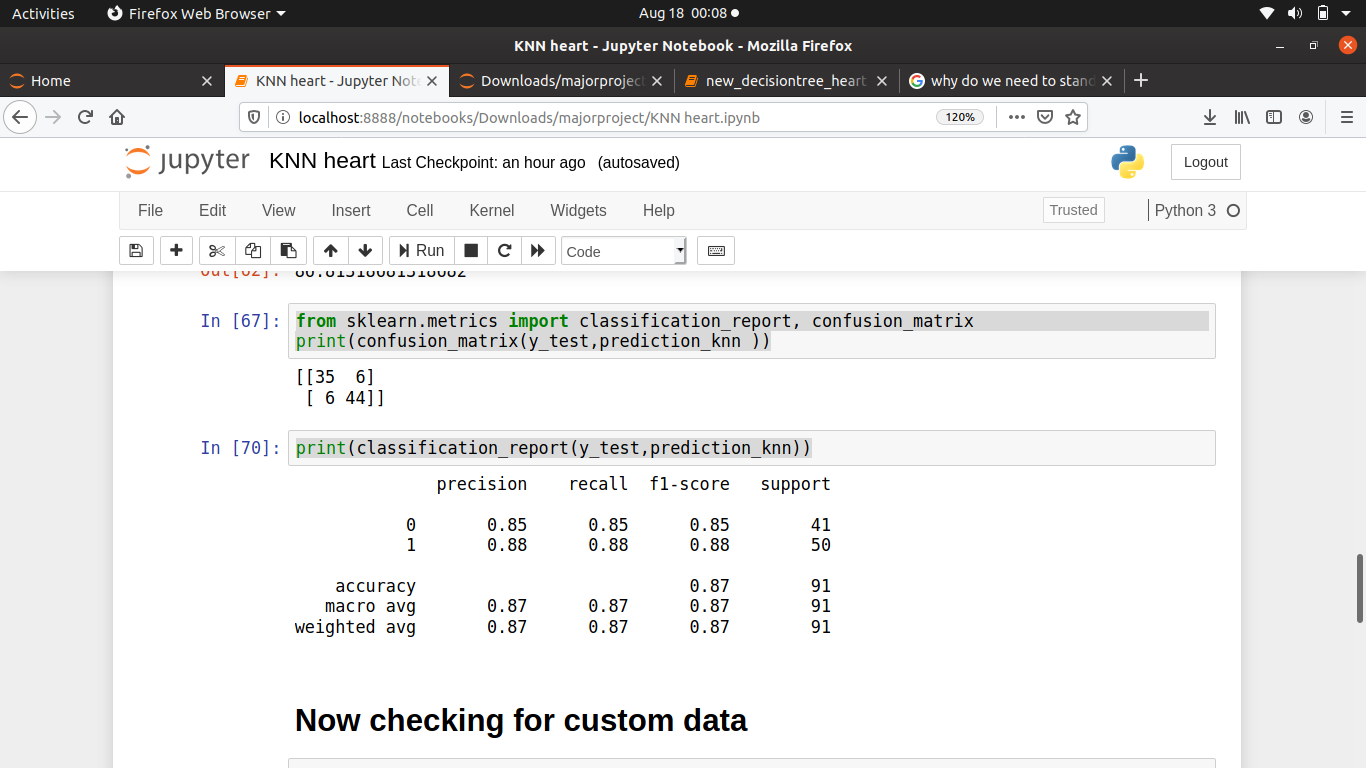 Activities Firefox Web Browser Aug 18 00:08
KNN heart - Jupyter Notebook - Mozilla Firefox
Home KNN heart - Jupyter Note Downloads/majorproject new_decisiontree_heart why do we need to stand
localhost:8888/notebooks/Downloads/majorproject/KNN heart.ipynb 120%
jupyter KNN heart Last Checkpoint: an hour ago (autosaved) Logout
File Edit View Insert Cell Kernel Widgets Help Trusted Python 3
Run Code
Out[62]: 86.81318681318682
In [67]: from sklearn.metrics import classification_report, confusion_matrix
print(confusion_matrix(y_test,prediction_knn ))
[[35  6]
 [ 6 44]]
In [70]: print(classification_report(y_test,prediction_knn))
precision recall f1-score support
0 0.85 0.85 0.85 41
1 0.88 0.88 0.88 50
accuracy 0.87 91
macro avg 0.87 0.87 0.87 91
weighted avg 0.87 0.87 0.87 91
Now checking for custom data